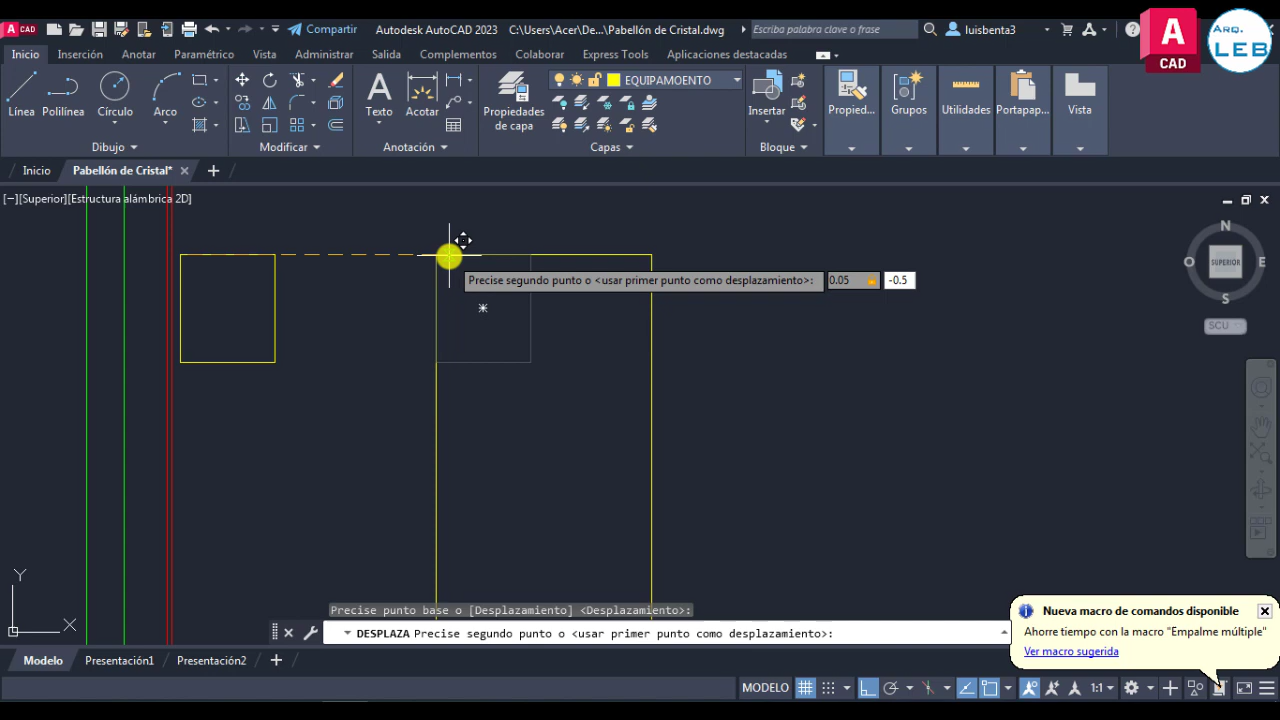 A CAD
Compartir
Autodesk AutoCAD 2023
C:\Users\Acer\De...\Pabellón de Cristal.dwg
Escriba palabra clave o frase
luisbenta3
A
CAD
ARQ.
LEB
Inicio
Inserción
Anotar
Paramétrico
Vista
Administrar
Salida
Complementos
Colaborar
Express Tools
Aplicaciones destacadas
EQUIPAMOENTO
Línea
Polilínea
Círculo
Arco
Texto
Acotar
Propiedades
de capa
Insertar
Propied...
Grupos
Utilidades
Portapap...
Vista
Dibujo
Modificar
Anotación
Capas
Bloque
Inicio
Pabellón de Cristal*
[−][Superior][Estructura alámbrica 2D]
N
O
SUPERIOR
E
S
SCU
Precise segundo punto o <usar primer punto como desplazamiento>:
0.05
-0.5
Y
X
Precise punto base o [Desplazamiento] <Desplazamiento>:
DESPLAZA Precise segundo punto o <usar primer punto como desplazamiento>:
Nueva macro de comandos disponible
Ahorre tiempo con la macro "Empalme múltiple"
Ver macro sugerida
Modelo
Presentación1
Presentación2
MODELO
1:1